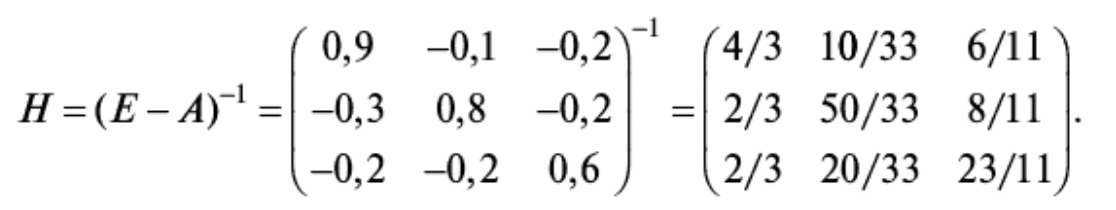 H = (E − A)⁻¹ = ( 0,9 −0,1 −0,2 )⁻¹ = ( 4/3 10/33 6/11 )
( −0,3 0,8 −0,2 ) ( 2/3 50/33 8/11 ).
( −0,2 −0,2 0,6 ) ( 2/3 20/33 23/11 )